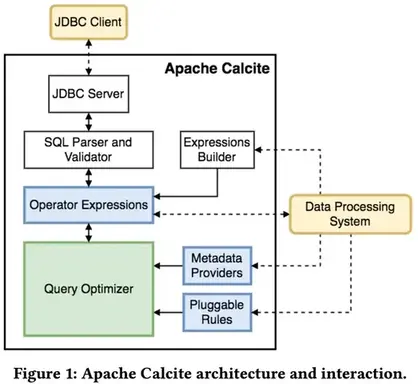 JDBC Client
Apache Calcite
JDBC Server
SQL Parser and
Validator
Expressions
Builder
Operator Expressions
Data Processing
System
Query Optimizer
Metadata
Providers
Pluggable
Rules
Figure 1: Apache Calcite architecture and interaction.